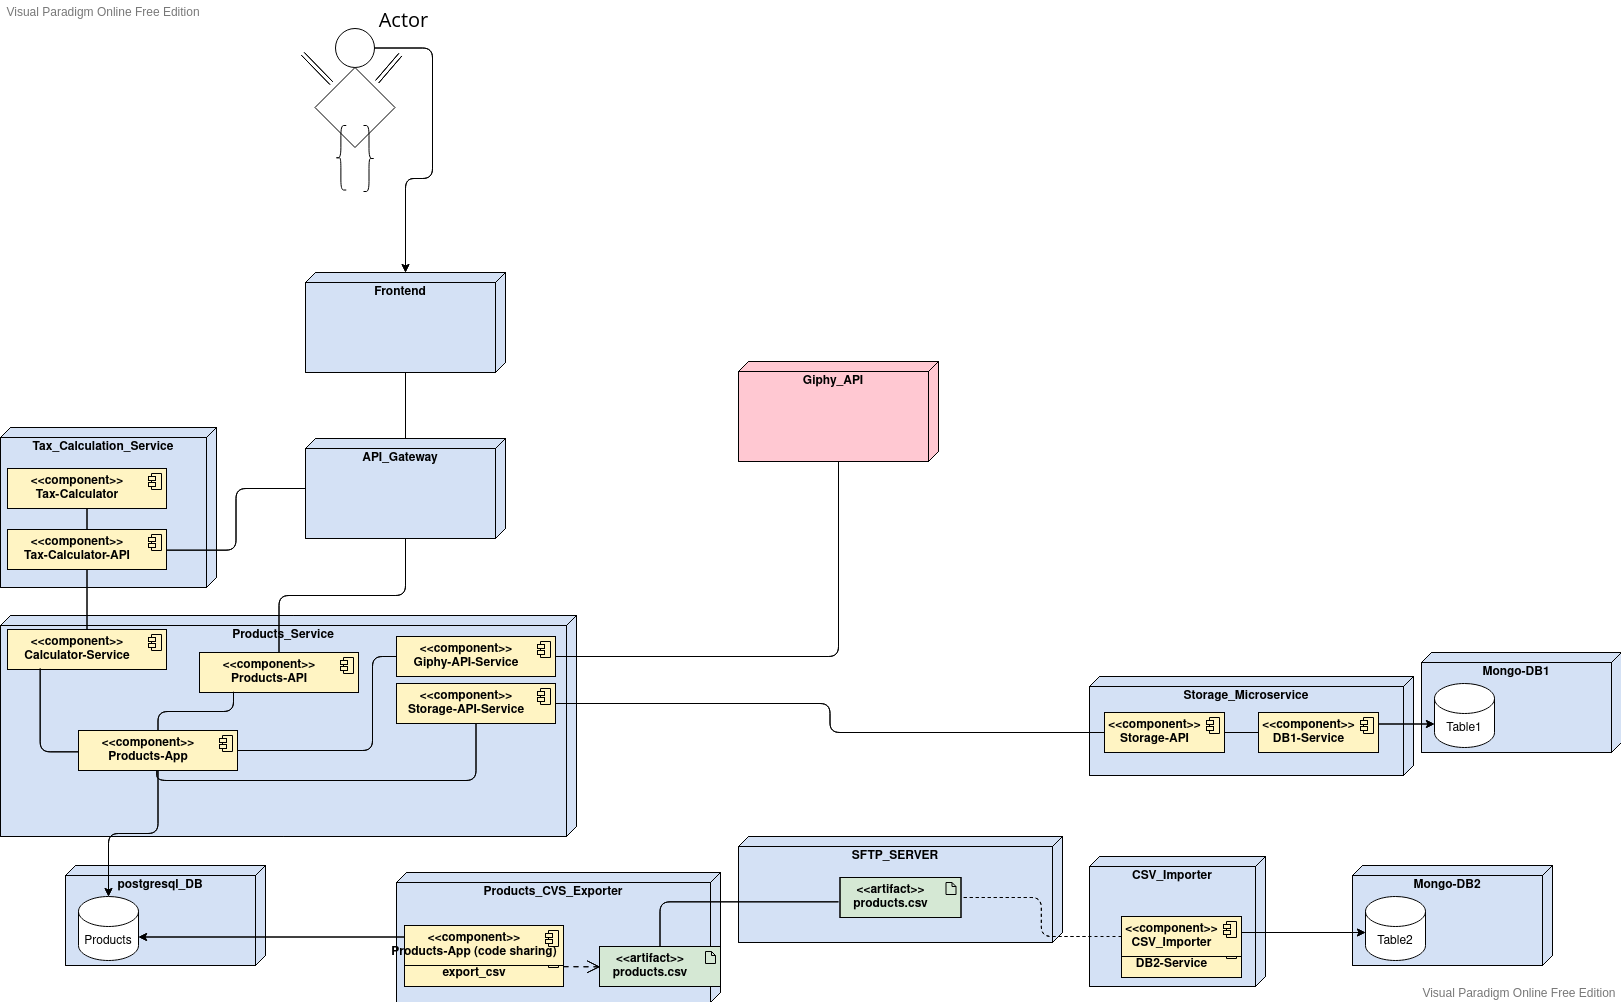 Visual Paradigm Online Free Edition
Actor
Frontend
Giphy_API
Tax_Calculation_Service
<<component>>
Tax-Calculator
<<component>>
Tax-Calculator-API
API_Gateway
Products_Service
<<component>>
Calculator-Service
<<component>>
Products-API
<<component>>
Giphy-API-Service
<<component>>
Storage-API-Service
<<component>>
Products-App
Storage_Microservice
<<component>>
Storage-API
<<component>>
DB1-Service
Mongo-DB1
Table1
postgresql_DB
Products
Products_CVS_Exporter
<<component>>
Products-App (code sharing)
export_csv
<<artifact>>
products.csv
SFTP_SERVER
<<artifact>>
products.csv
CSV_Importer
<<component>>
CSV_Importer
DB2-Service
Mongo-DB2
Table2
Visual Paradigm Online Free Edition